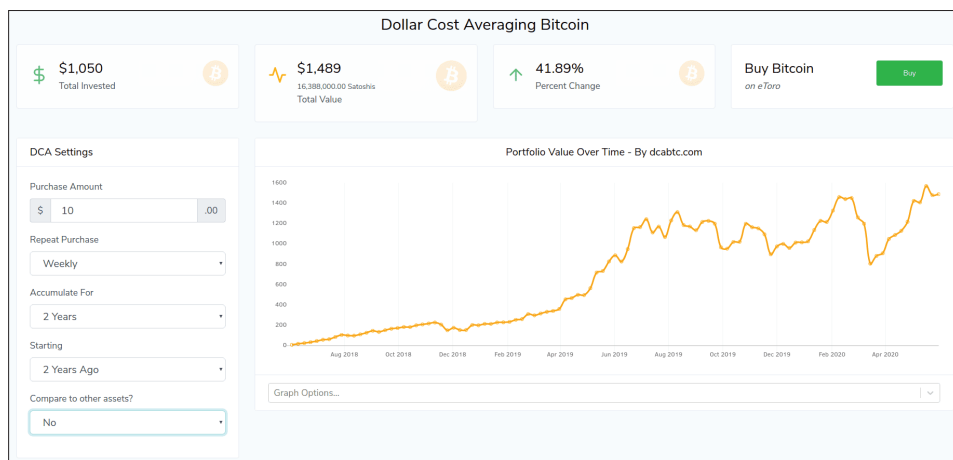 Dollar Cost Averaging Bitcoin
$1,050
Total Invested
$1,489
16,388,000.00 Satoshis
Total Value
41.89%
Percent Change
Buy Bitcoin
on eToro
Buy
DCA Settings
Purchase Amount
$ 10 .00
Repeat Purchase
Weekly
Accumulate For
2 Years
Starting
2 Years Ago
Compare to other assets?
No
Portfolio Value Over Time - By dcabtc.com
1600
1400
1200
1000
800
600
400
200
0
Aug 2018 Oct 2018 Dec 2018 Feb 2019 Apr 2019 Jun 2019 Aug 2019 Oct 2019 Dec 2019 Feb 2020 Apr 2020
Graph Options...